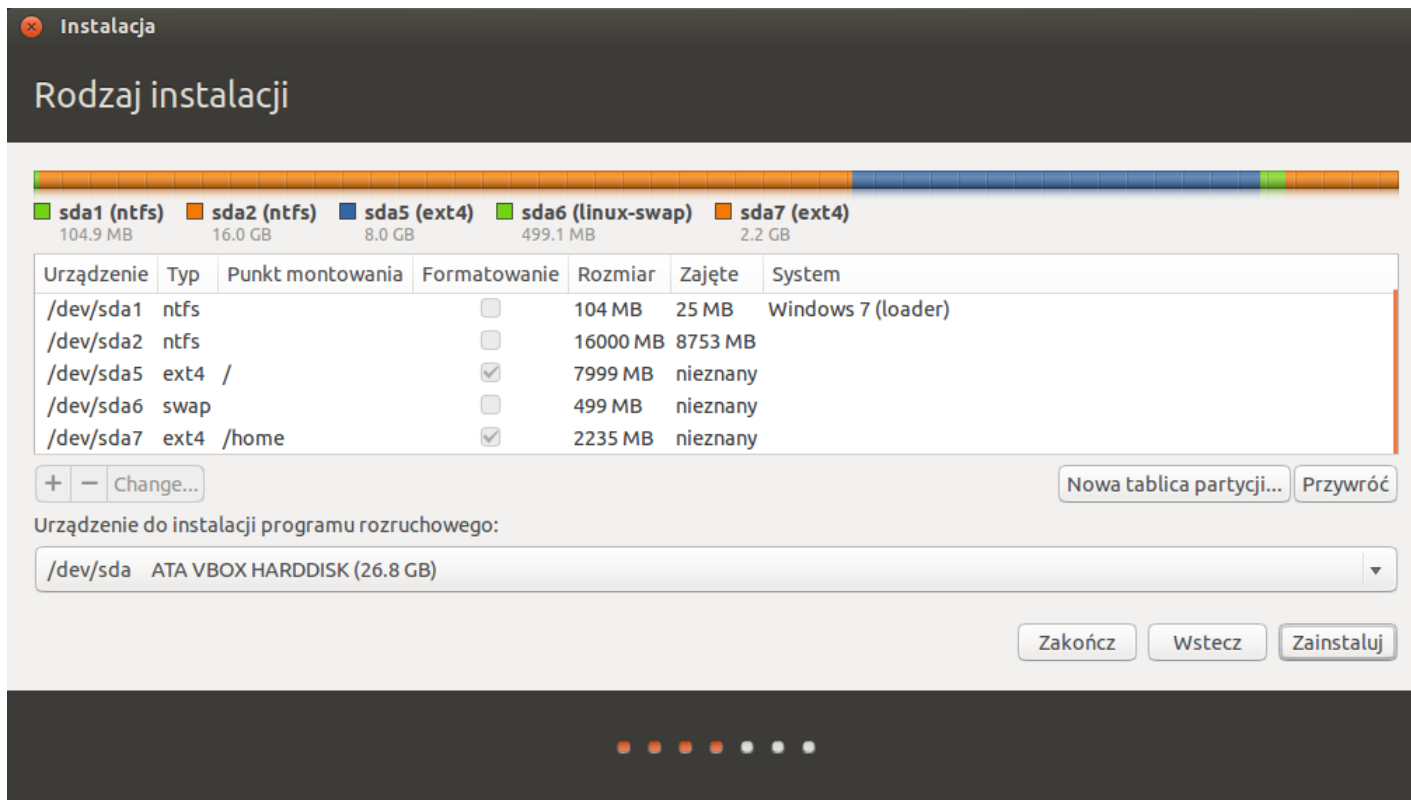 Instalacja
Rodzaj instalacji
sda1 (ntfs) sda2 (ntfs) sda5 (ext4) sda6 (linux-swap) sda7 (ext4)
104.9 MB 16.0 GB 8.0 GB 499.1 MB 2.2 GB
Urządzenie Typ Punkt montowania Formatowanie Rozmiar Zajęte System
/dev/sda1 ntfs 104 MB 25 MB Windows 7 (loader)
/dev/sda2 ntfs 16000 MB 8753 MB
/dev/sda5 ext4 / 7999 MB nieznany
/dev/sda6 swap 499 MB nieznany
/dev/sda7 ext4 /home 2235 MB nieznany
+ − Change... Nowa tablica partycji... Przywróć
Urządzenie do instalacji programu rozruchowego:
/dev/sda ATA VBOX HARDDISK (26.8 GB)
Zakończ Wstecz Zainstaluj